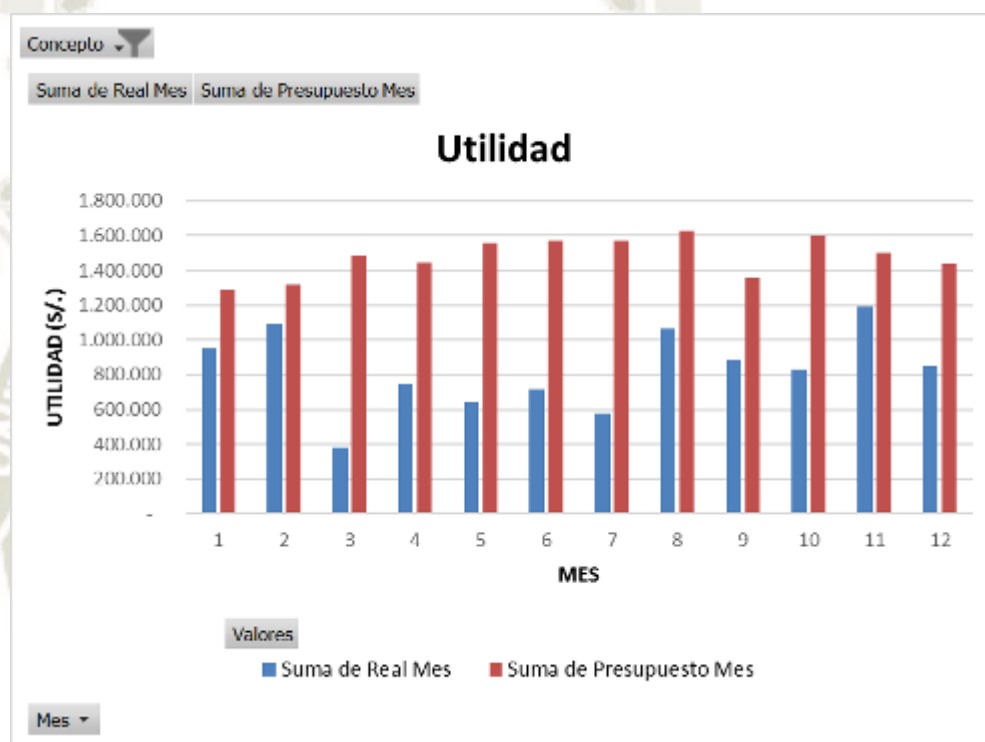 Concepto
Suma de Real Mes Suma de Presupuesto Mes
Utilidad
UTILIDAD (S/.)
1.800.000
1.600.000
1.400.000
1.200.000
1.000.000
800.000
600.000
400.000
200.000
-
1 2 3 4 5 6 7 8 9 10 11 12
MES
Valores
Suma de Real Mes Suma de Presupuesto Mes
Mes